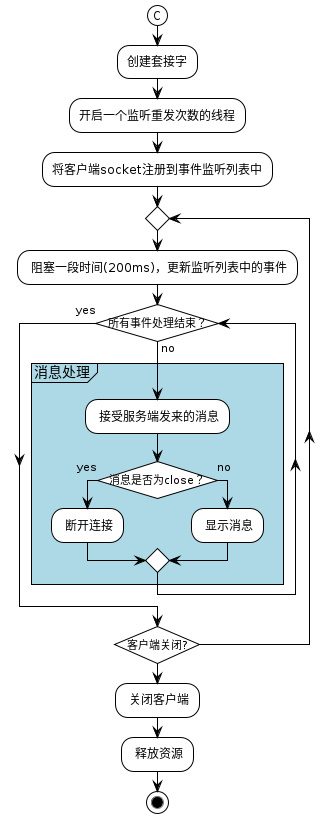 C
创建套接字
开启一个监听重发次数的线程
将客户端socket注册到事件监听列表中
阻塞一段时间(200ms)，更新监听列表中的事件
yes
所有事件处理结束？
no
消息处理
接受服务端发来的消息
yes
消息是否为close？
no
断开连接
显示消息
客户端关闭?
关闭客户端
释放资源